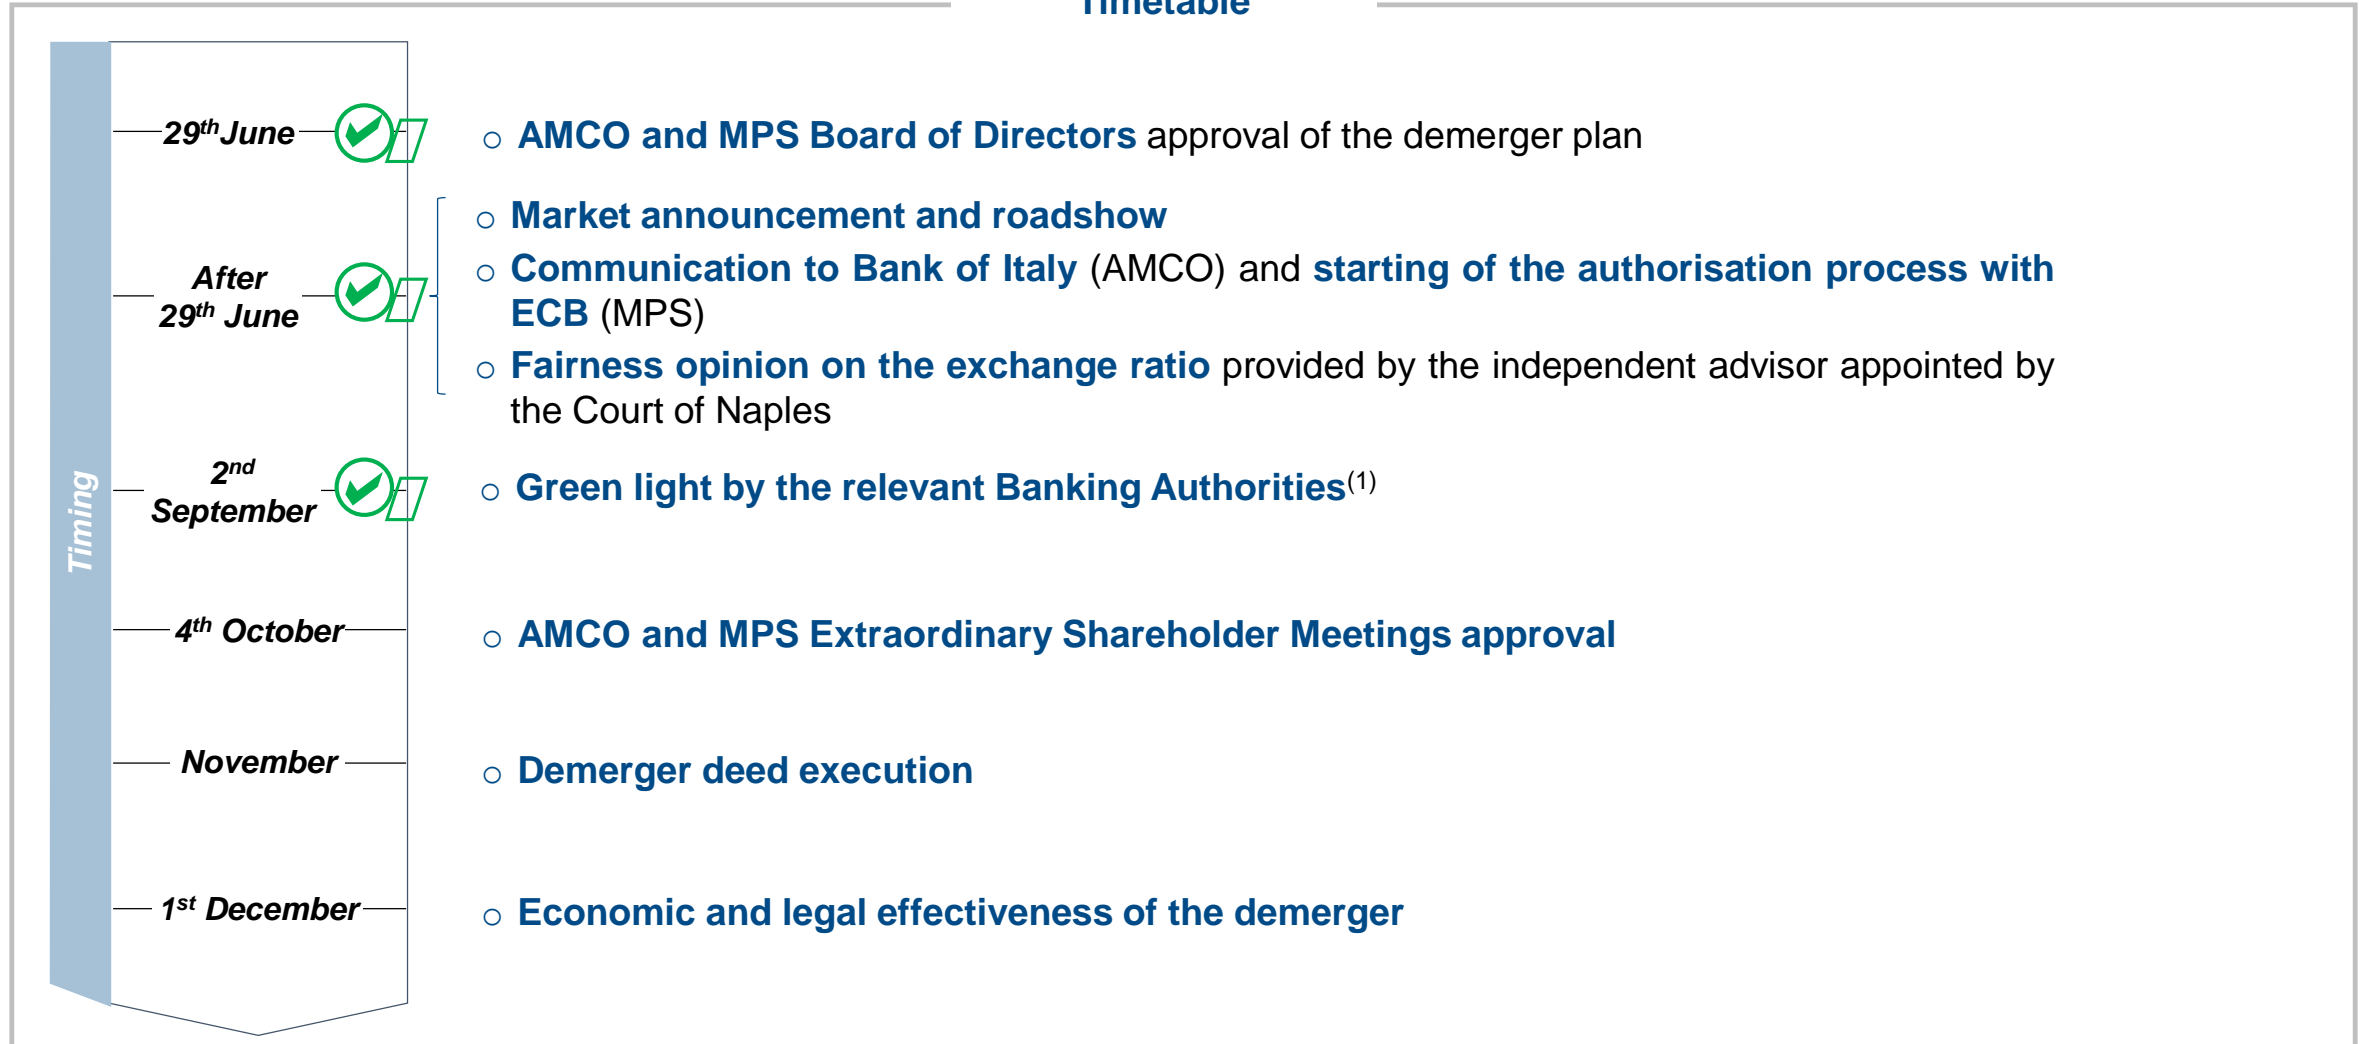 Timetable
29th June
AMCO and MPS Board of Directors approval of the demerger plan
After
29th June
Market announcement and roadshow
Communication to Bank of Italy (AMCO) and starting of the authorisation process with
ECB (MPS)
Fairness opinion on the exchange ratio provided by the independent advisor appointed by
the Court of Naples
2nd
September
Green light by the relevant Banking Authorities(1)
Timing
4th October
AMCO and MPS Extraordinary Shareholder Meetings approval
November
Demerger deed execution
1st December
Economic and legal effectiveness of the demerger